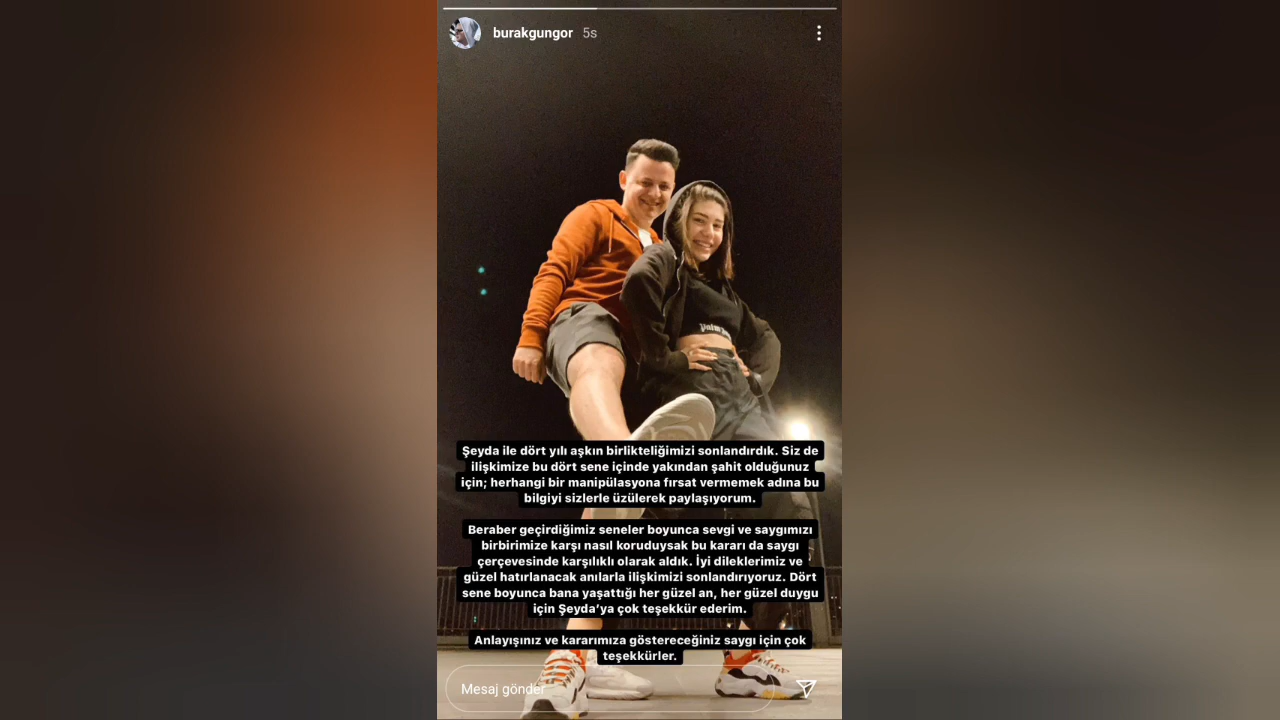 burakgungor 5s
Şeyda ile dört yılı aşkın birlikteliğimizi sonlandırdık. Siz de
ilişkimize bu dört sene içinde yakından şahit olduğunuz
için; herhangi bir manipülasyona fırsat vermemek adına bu
bilgiyi sizlerle üzülerek paylaşıyorum.
Beraber geçirdiğimiz seneler boyunca sevgi ve saygımızı
birbirimize karşı nasıl koruduysak bu kararı da saygı
çerçevesinde karşılıklı olarak aldık. İyi dileklerimiz ve
güzel hatırlanacak anılarla ilişkimizi sonlandırıyoruz. Dört
sene boyunca bana yaşattığı her güzel an, her güzel duygu
için Şeyda’ya çok teşekkür ederim.
Anlayışınız ve kararımıza göstereceğiniz saygı için çok
teşekkürler.
Mesaj gönder